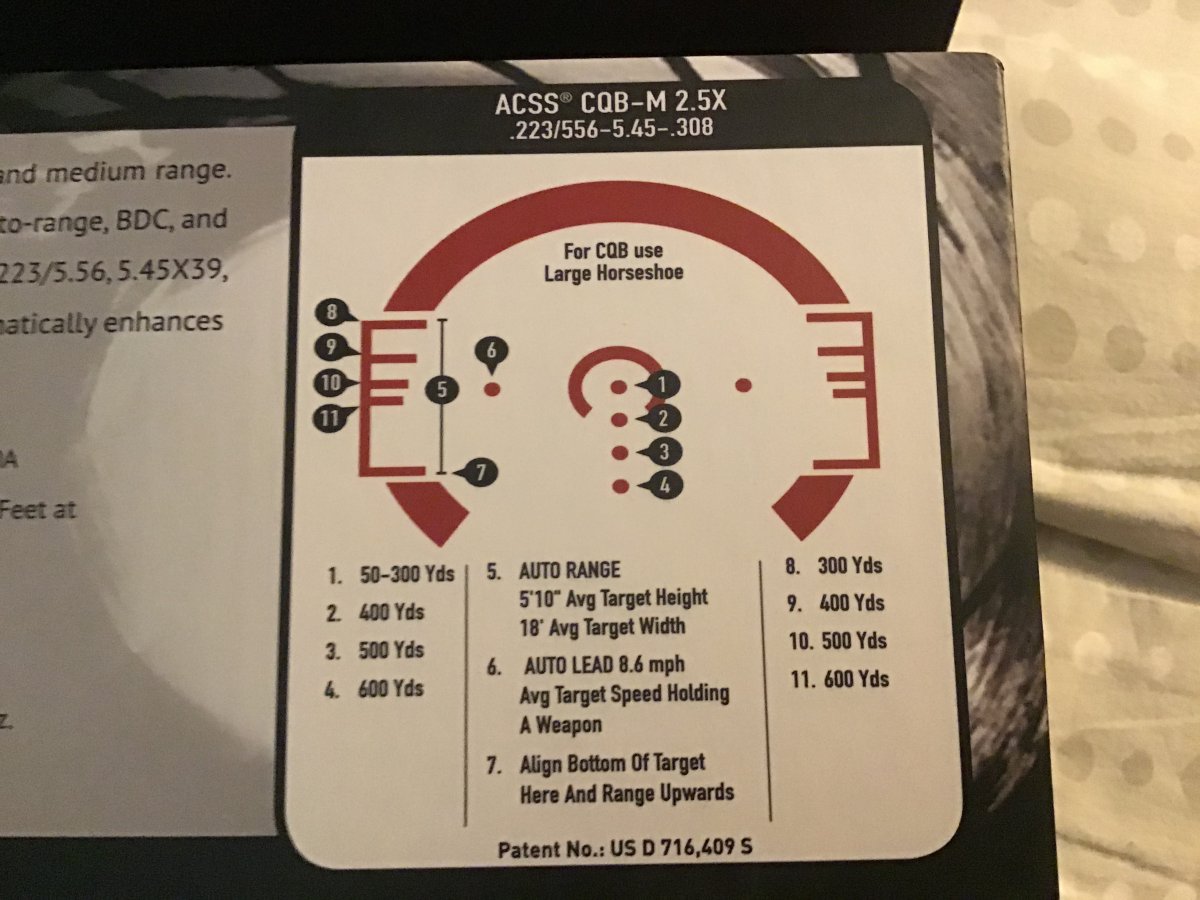 ACSS® CQB-M 2.5X
.223/556-5.45-.308
and medium range.
to-range, BDC, and
223/5.56, 5.45X39,
matically enhances
Feet at
z.
For CQB use
Large Horseshoe
8
9
10
11
5
6
7
1
2
3
4
1. 50-300 Yds
2. 400 Yds
3. 500 Yds
4. 600 Yds
5. AUTO RANGE
5'10" Avg Target Height
18' Avg Target Width
6. AUTO LEAD 8.6 mph
Avg Target Speed Holding
A Weapon
7. Align Bottom Of Target
Here And Range Upwards
8. 300 Yds
9. 400 Yds
10. 500 Yds
11. 600 Yds
Patent No.: US D 716,409 S